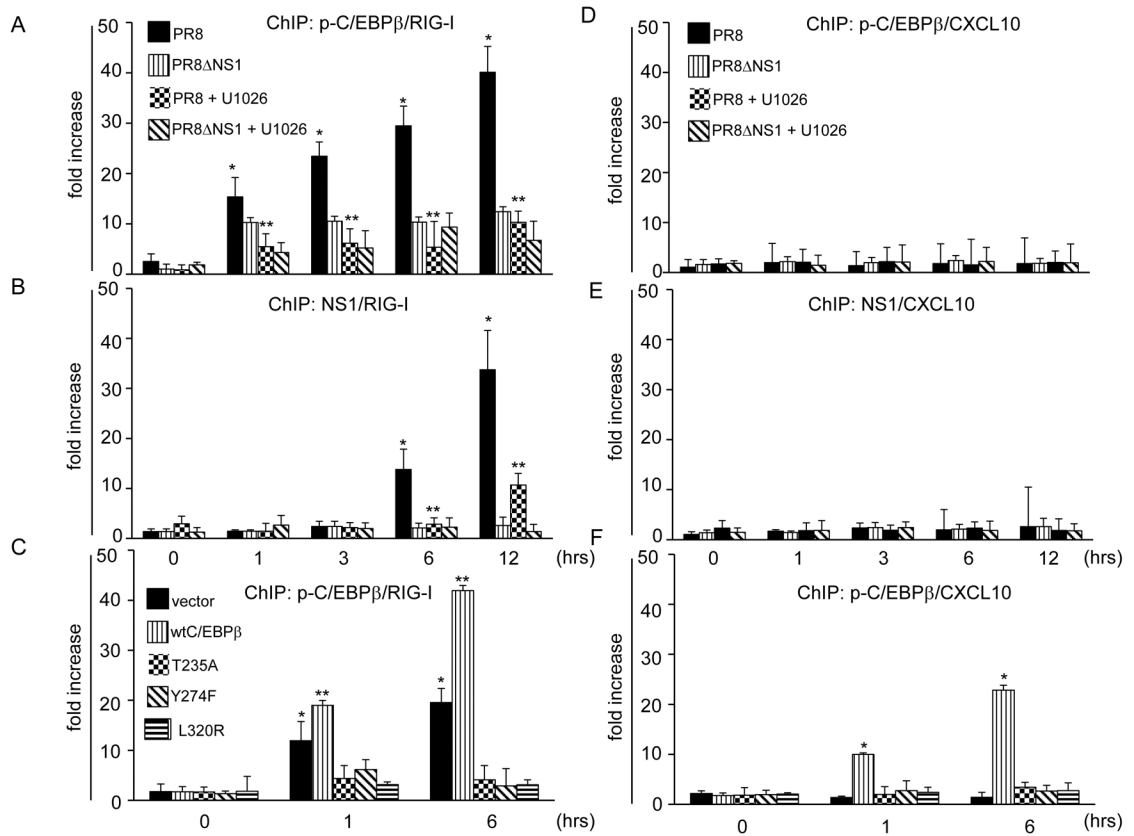 A
ChIP: p-C/EBPβ/RIG-I
50
40
30
20
10
0
fold increase
PR8
PR8ΔNS1
PR8 + U1026
PR8ΔNS1 + U1026
*
*
*
*
**
**
**
**
B
ChIP: NS1/RIG-I
50
40
30
20
10
0
fold increase
*
*
**
**
0 1 3 6 12 (hrs)
C
ChIP: p-C/EBPβ/RIG-I
50
40
30
20
10
0
fold increase
vector
wtC/EBPβ
T235A
Y274F
L320R
*
**
*
**
0 1 6 (hrs)
D
ChIP: p-C/EBPβ/CXCL10
50
40
30
20
10
0
fold increase
PR8
PR8ΔNS1
PR8 + U1026
PR8ΔNS1 + U1026
E
ChIP: NS1/CXCL10
50
40
30
20
10
0
fold increase
0 1 3 6 12 (hrs)
F
ChIP: p-C/EBPβ/CXCL10
50
40
30
20
10
0
fold increase
*
*
0 1 6 (hrs)